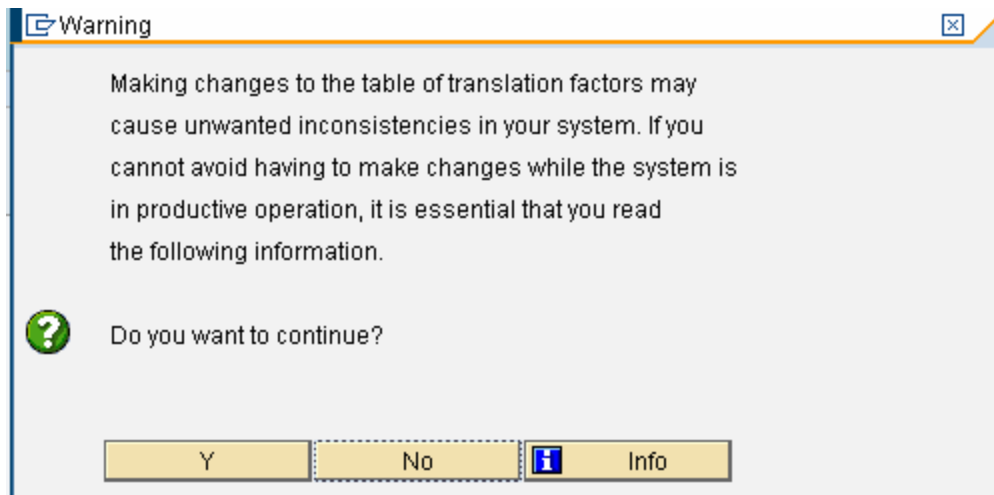 Warning
Making changes to the table of translation factors may
cause unwanted inconsistencies in your system. If you
cannot avoid having to make changes while the system is
in productive operation, it is essential that you read
the following information.
Do you want to continue?
Y No Info